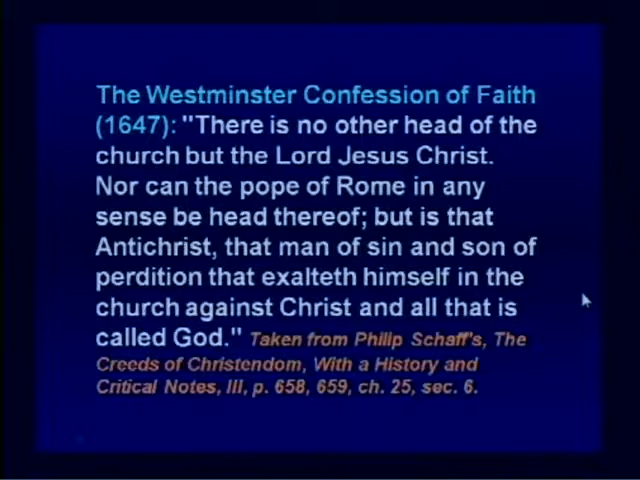 The Westminster Confession of Faith
(1647): "There is no other head of the
church but the Lord Jesus Christ.
Nor can the pope of Rome in any
sense be head thereof; but is that
Antichrist, that man of sin and son of
perdition that exalteth himself in the
church against Christ and all that is
called God." Taken from Philip Schaff's, The
Creeds of Christendom, With a History and
Critical Notes, III, p. 658, 659, ch. 25, sec. 6.